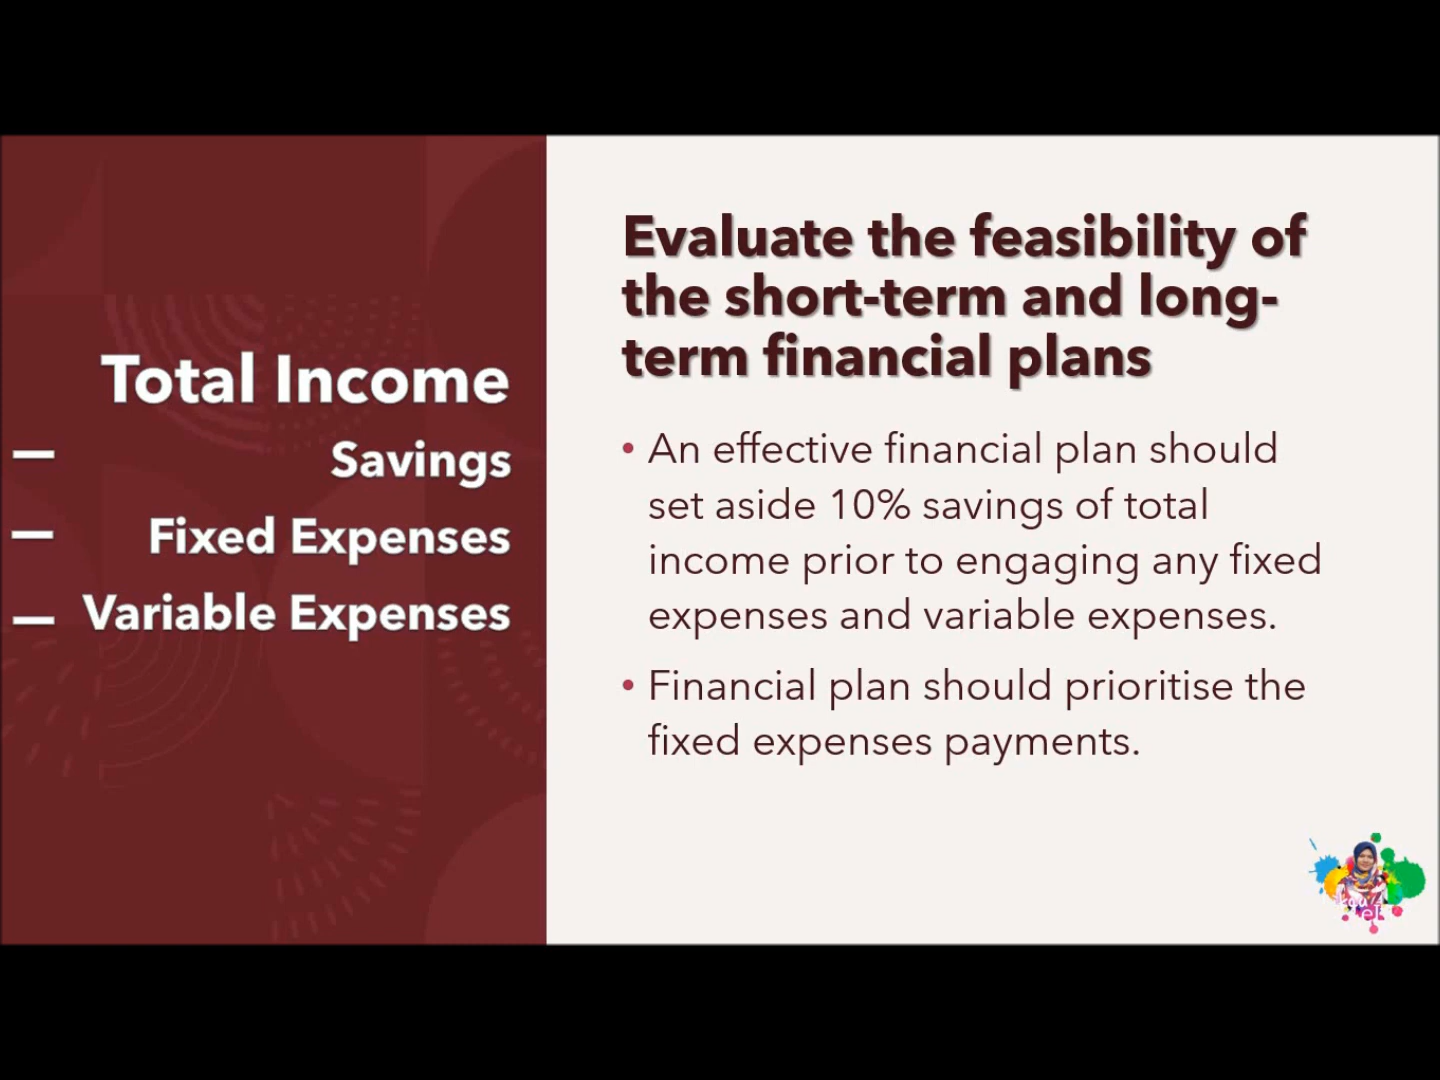 Total Income
— Savings
— Fixed Expenses
— Variable Expenses
Evaluate the feasibility of
the short-term and long-
term financial plans
• An effective financial plan should
set aside 10% savings of total
income prior to engaging any fixed
expenses and variable expenses.
• Financial plan should prioritise the
fixed expenses payments.